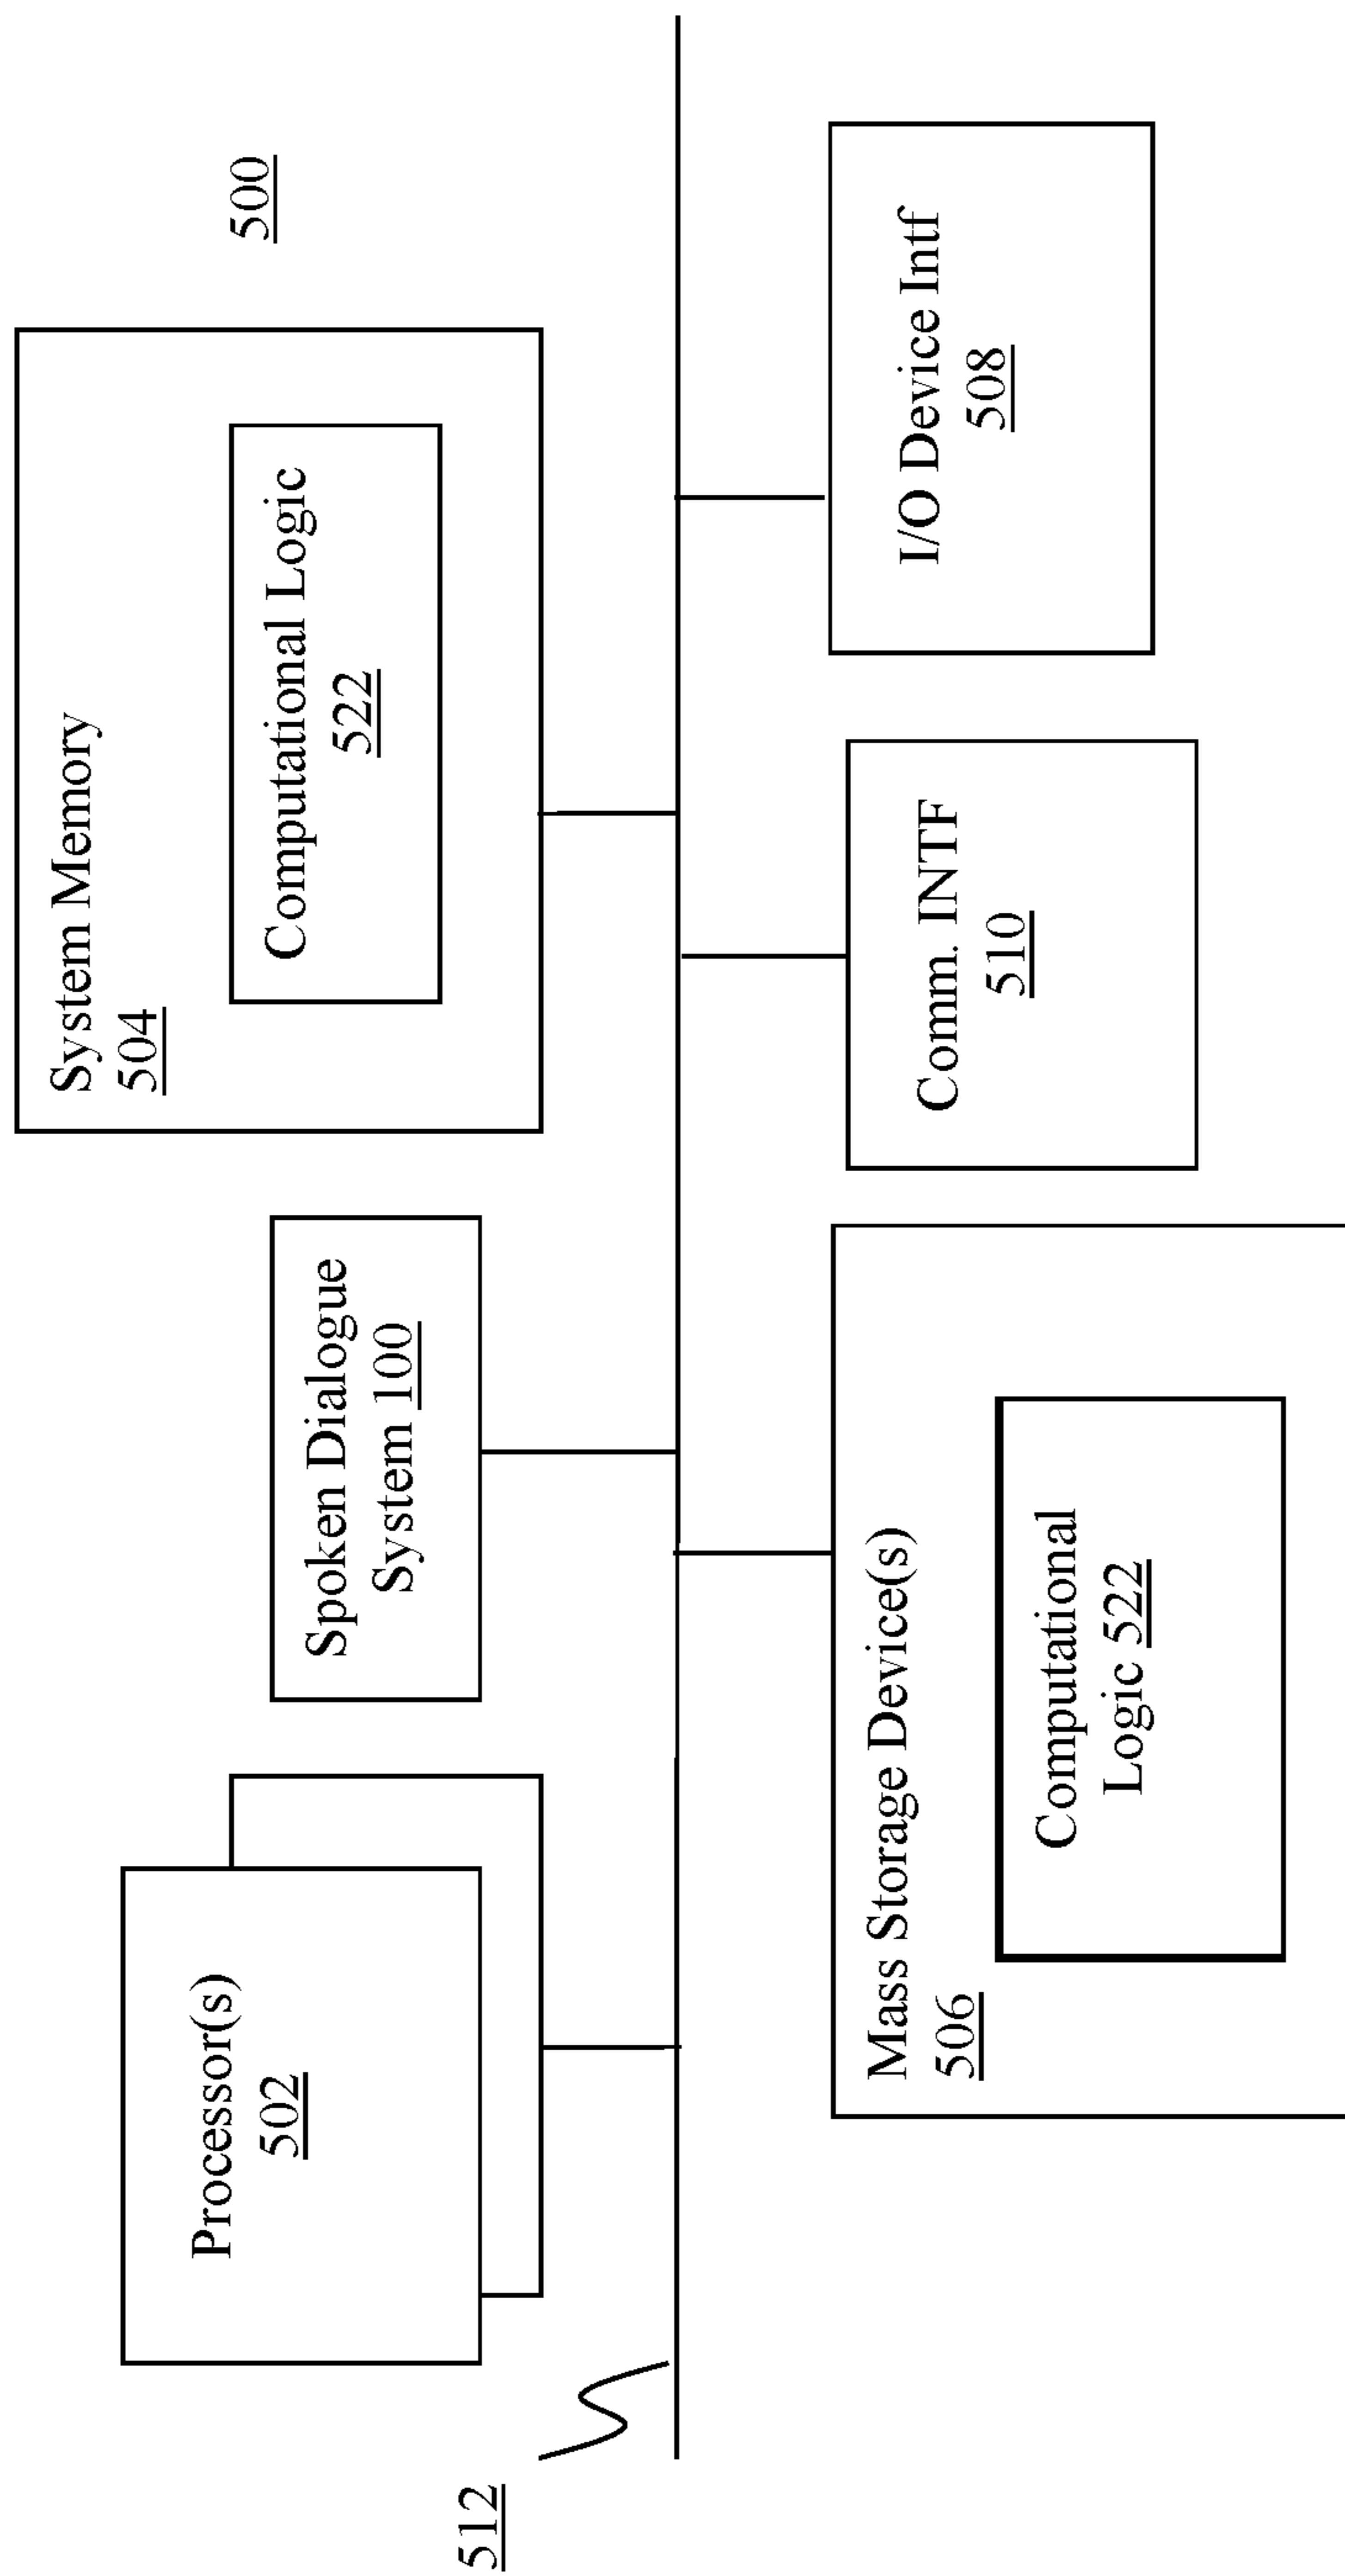 500
Processor(s)
502
Spoken Dialogue
System 100
System Memory
504
Computational Logic
522
512
Mass Storage Device(s)
506
Computational
Logic 522
Comm. INTF
510
I/O Device Intf
508